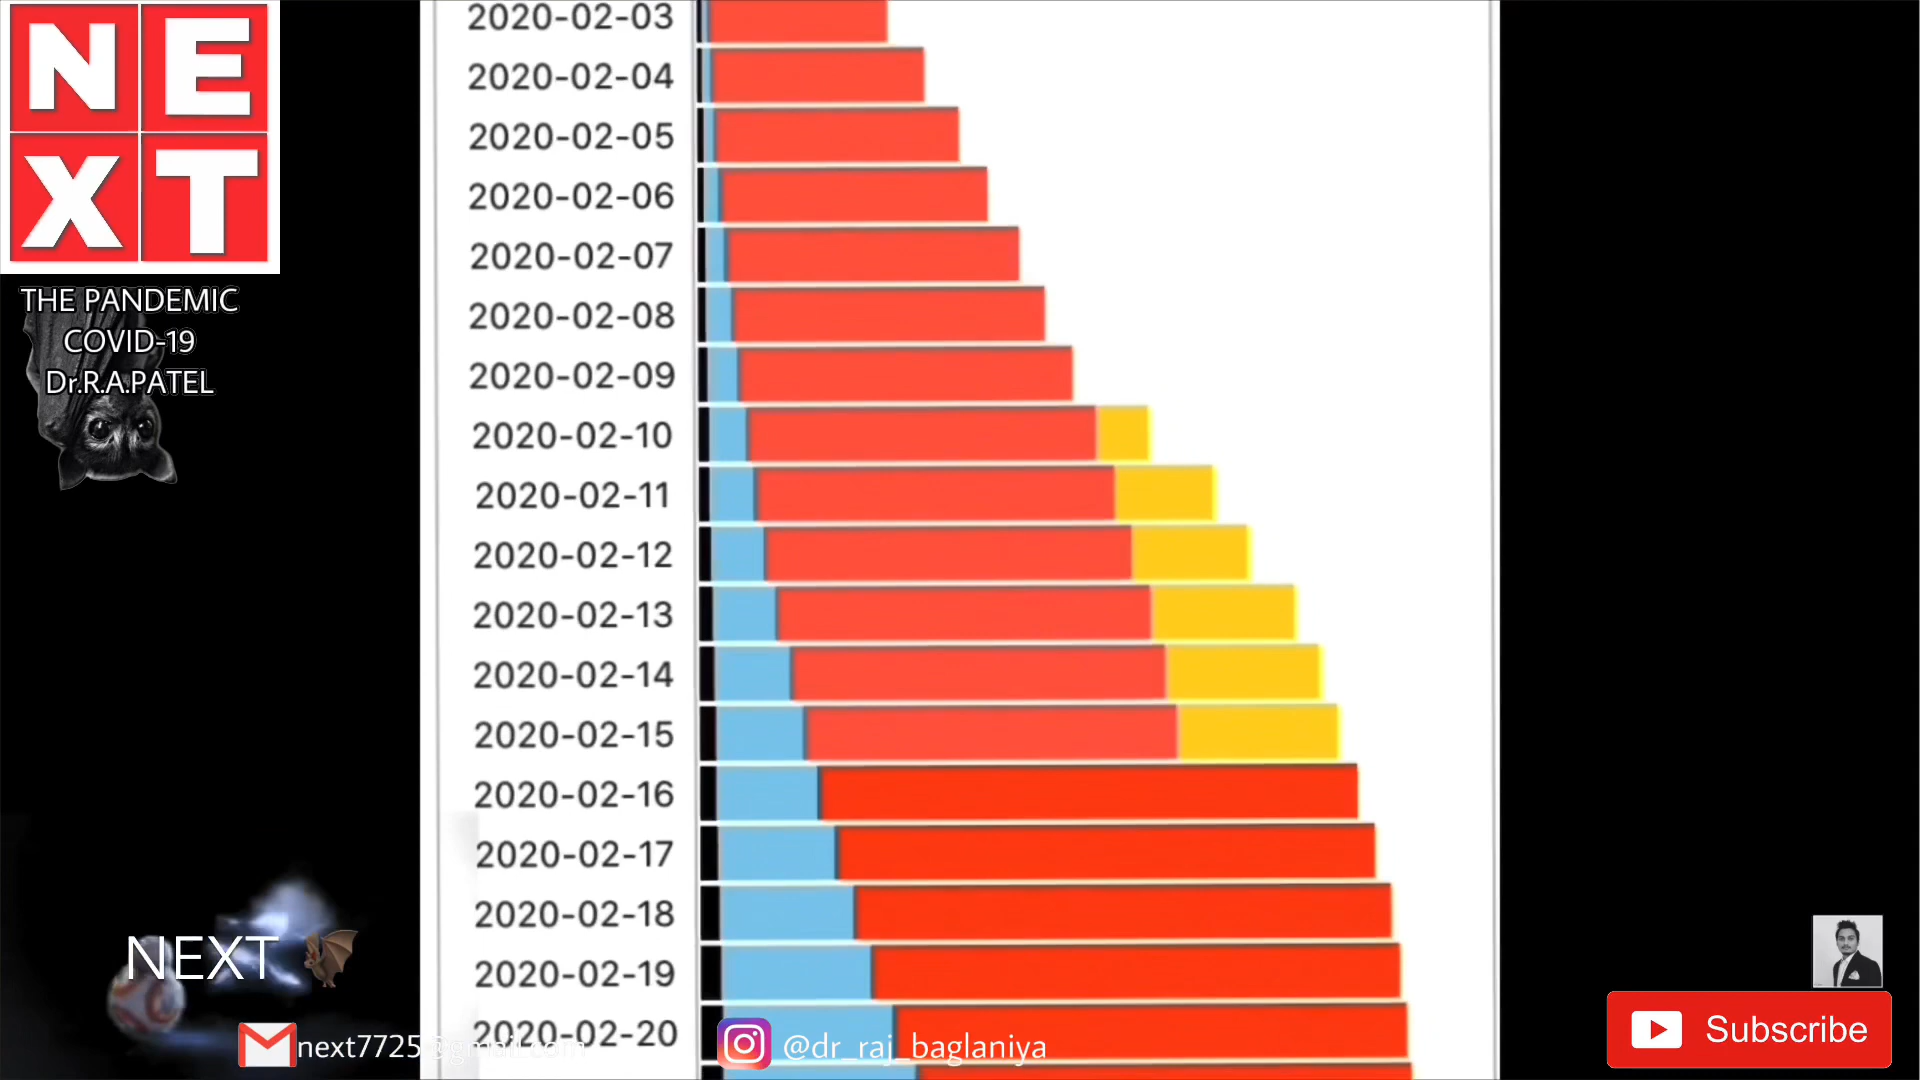 NE
XT
THE PANDEMIC
COVID-19
Dr.R.A.PATEL
2020-02-03
2020-02-04
2020-02-05
2020-02-06
2020-02-07
2020-02-08
2020-02-09
2020-02-10
2020-02-11
2020-02-12
2020-02-13
2020-02-14
2020-02-15
2020-02-16
2020-02-17
2020-02-18
2020-02-19
2020-02-20
NEXT
next7725@gmail.com
@dr_raj_baglaniya
Subscribe